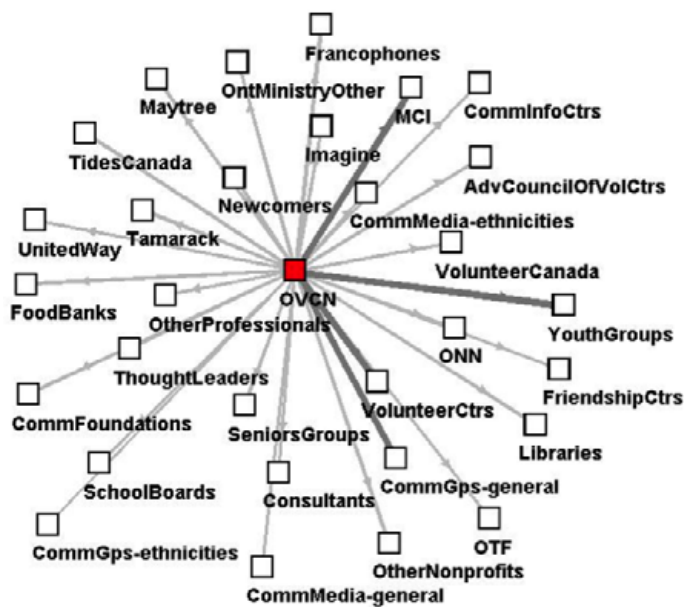 Francophones
OntMinistryOther
Maytree
MCI
CommInfoCtrs
Imagine
TidesCanada
AdvCouncilOfVolCtrs
Newcomers
CommMedia-ethnicities
Tamarack
UnitedWay
VolunteerCanada
OVCN
FoodBanks
OtherProfessionals
YouthGroups
ONN
ThoughtLeaders
FriendshipCtrs
VolunteerCtrs
CommFoundations
SeniorsGroups
Libraries
CommGps-general
SchoolBoards
Consultants
CommGps-ethnicities
OTF
OtherNonprofits
CommMedia-general